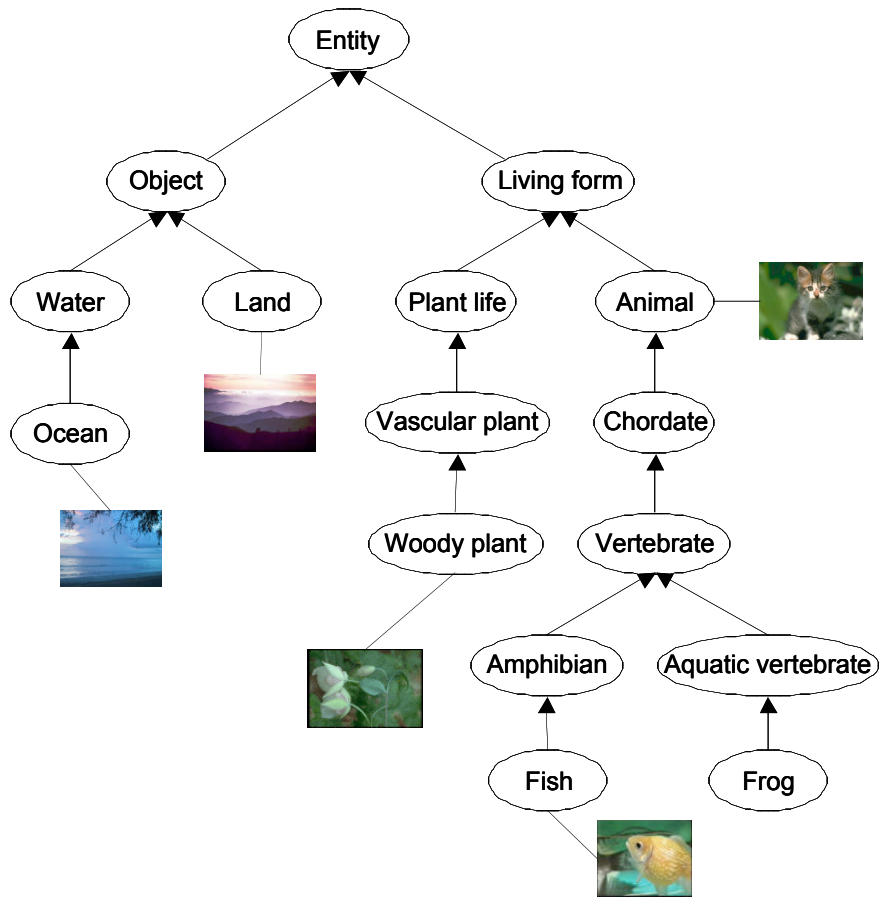 Entity
Object
Living form
Water
Land
Plant life
Animal
Ocean
Vascular plant
Chordate
Woody plant
Vertebrate
Amphibian
Aquatic vertebrate
Fish
Frog